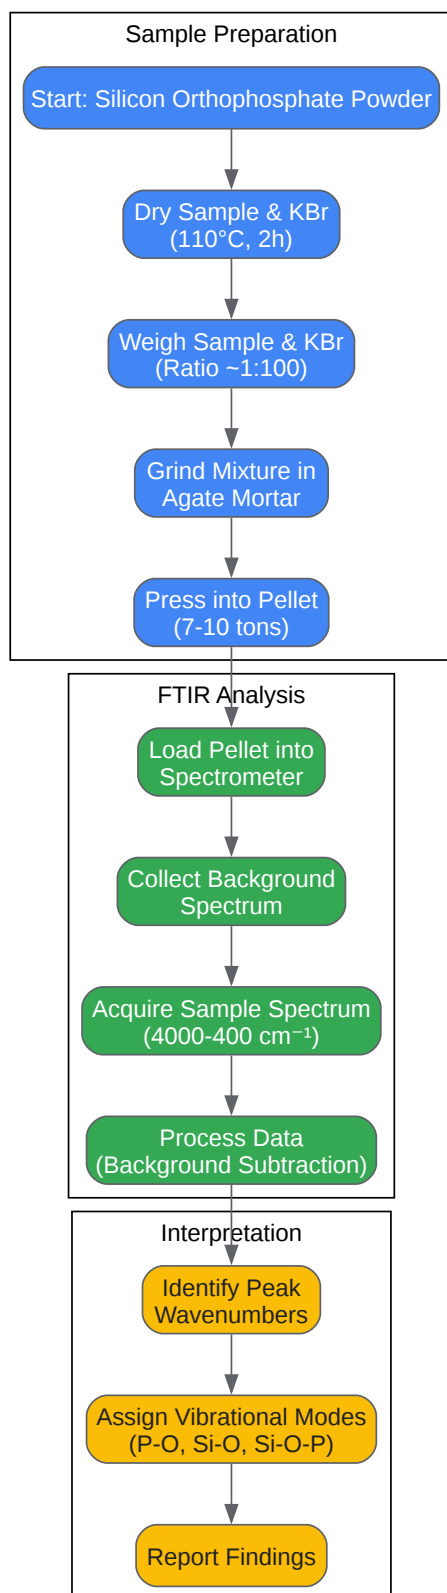 Sample Preparation
Start: Silicon Orthophosphate Powder
Dry Sample & KBr
(110°C, 2h)
Weigh Sample & KBr
(Ratio ~1:100)
Grind Mixture in
Agate Mortar
Press into Pellet
(7-10 tons)
FTIR Analysis
Load Pellet into
Spectrometer
Collect Background
Spectrum
Acquire Sample Spectrum
(4000-400 cm⁻¹)
Process Data
(Background Subtraction)
Interpretation
Identify Peak
Wavenumbers
Assign Vibrational Modes
(P-O, Si-O, Si-O-P)
Report Findings